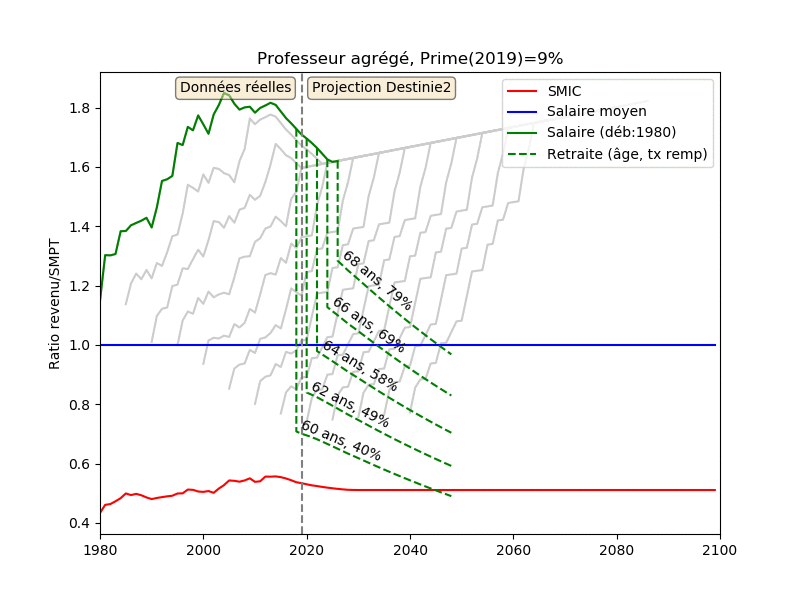 Professeur agrégé, Prime(2019)=9%
Données réelles
Projection Destinie2
SMIC
Salaire moyen
Salaire (déb:1980)
Retraite (âge, tx remp)
Ratio revenu/SMPT
1.8
1.6
1.4
1.2
1.0
0.8
0.6
0.4
68 ans, 79%
66 ans, 69%
64 ans, 58%
62 ans, 49%
60 ans, 40%
1980
2000
2020
2040
2060
2080
2100